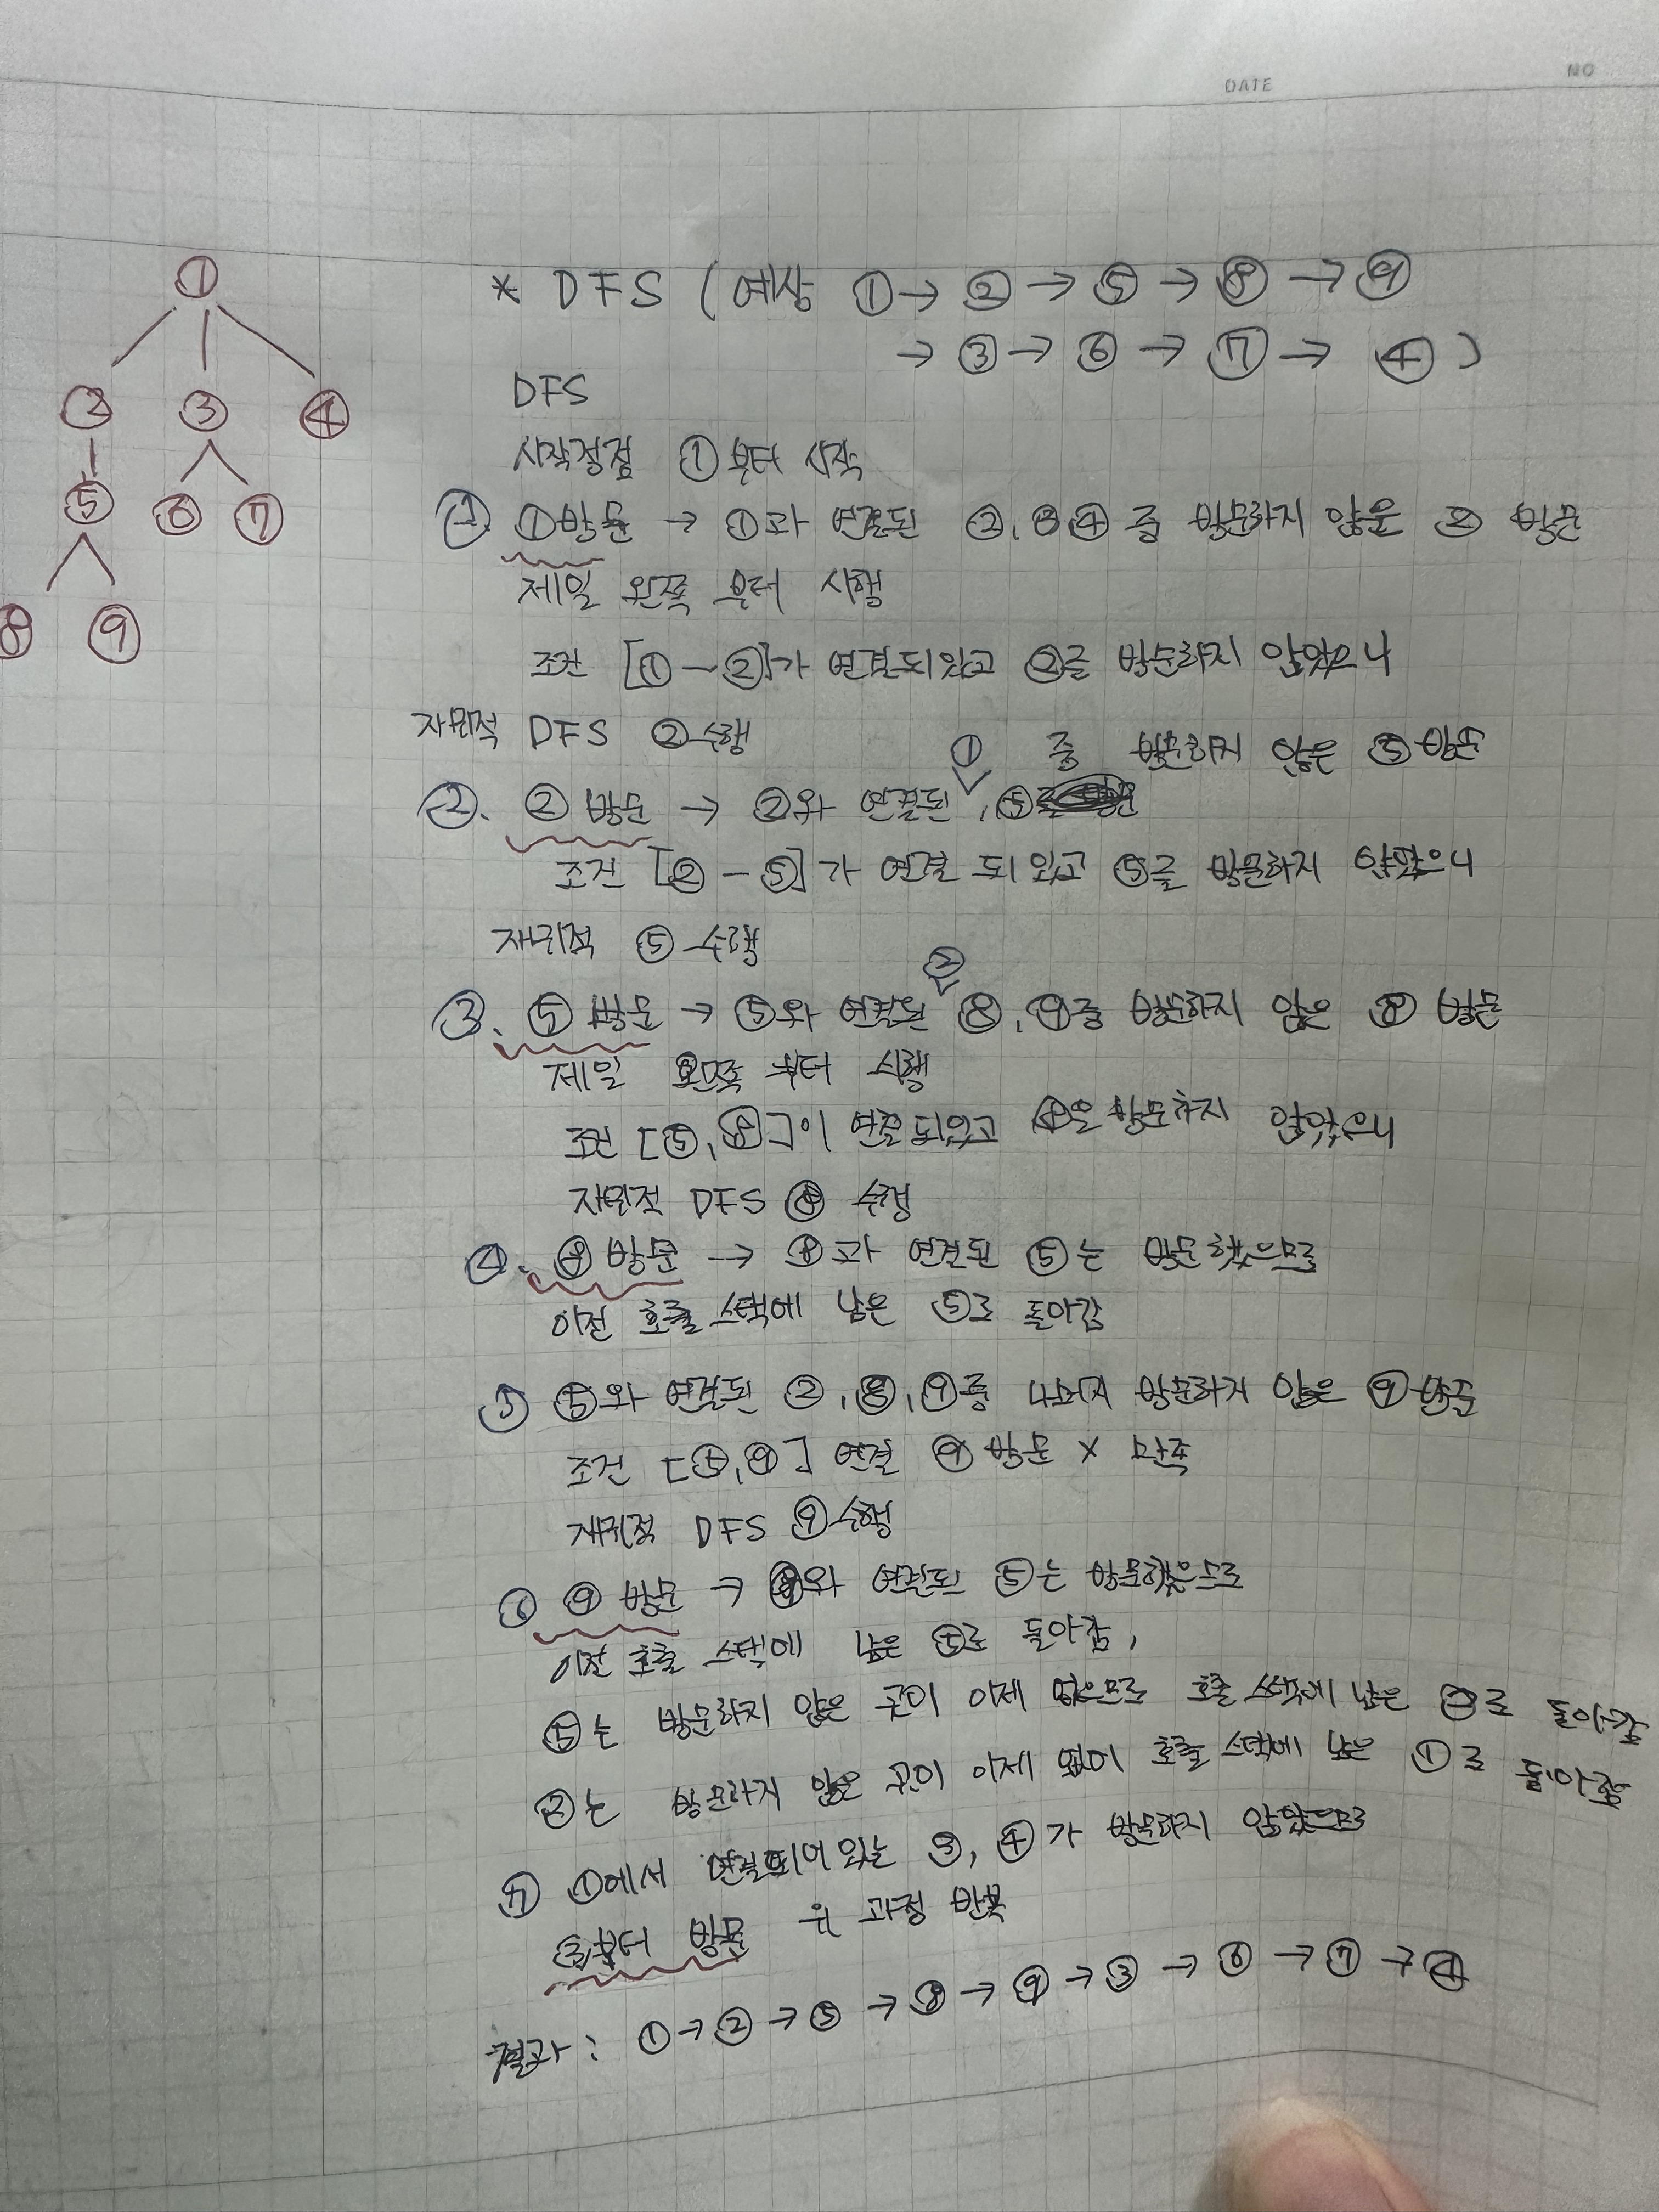 DATE
NO
①
② ③ ④
⑤ ⑥ ⑦
⑧ ⑨
* DFS (예상 ①→ ② → ⑤ → ⑧ → ⑨
→ ③ → ⑥ → ⑦ → ④ )
DFS
시작정점 ① 부터 시작
①. ①방문 → ①과 연결된 ②, ③ ④ 중 방문하지 않은 ② 방문
제일 왼쪽 부터 시행
조건 [①-②]가 연결되있고 ②를 방문하지 않았으니
재귀적 DFS ② 수행
②. ② 방문 → ②와 연결된 ①, ⑤ 중 방문하지 않은 ⑤ 방문
조건 [②-⑤]가 연결 되있고 ⑤를 방문하지 않았으니
재귀적 ⑤ 수행
③. ⑤ 방문 → ⑤와 연결된 ② ⑧, ⑨중 방문하지 않은 ⑧ 방문
제일 왼쪽 부터 시행
조건 [⑤, ⑧]이 연결되있고 ⑧은 방문하지 않았으니
재귀적 DFS ⑧ 수행
④. ⑧ 방문 → ⑧과 연결된 ⑤는 방문했으므로
이전 호출 스택에 남은 ⑤로 돌아감
⑤ ⑤와 연결된 ②, ⑧, ⑨중 나머지 방문하지 않은 ⑨ 방문
조건 [⑤, ⑨] 연결 ⑨ 방문 X 만족
재귀적 DFS ⑨ 수행
⑥ ⑨ 방문 → ⑨와 연결된 ⑤는 방문했으므로
이전 호출 스택에 남은 ⑤로 돌아감,
⑤는 방문하지 않은 곳이 이제 없으므로 호출 스택에 남은 ②로 돌아감
②는 방문하지 않은 곳이 이제 없어 호출 스택에 남은 ①로 돌아감
⑦ ①에서 연결되어 있는 ③, ④가 방문하지 않았으므로
③부터 방문 위 과정 반복
결과 : ① → ② → ⑤ → ⑧ → ⑨ → ③ → ⑥ → ⑦ → ④